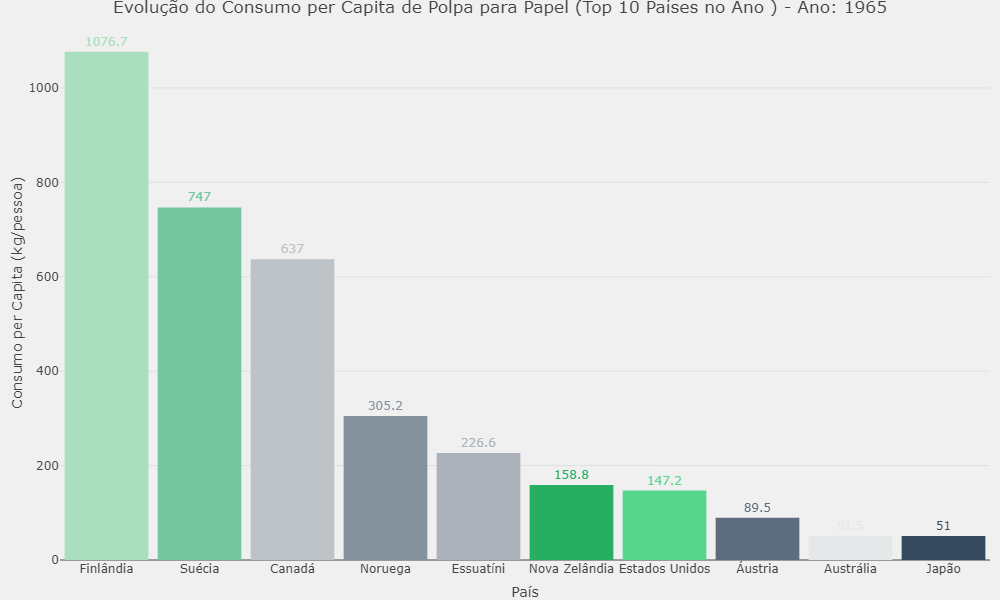 Evolução do Consumo per Capita de Polpa para Papel (Top 10 Países no Ano ) - Ano: 1965
Consumo per Capita (kg/pessoa)
1000
800
600
400
200
0
1076.7
747
637
305.2
226.6
158.8
147.2
89.5
51.5
51
Finlândia
Suécia
Canadá
Noruega
Essuatíni
Nova Zelândia
Estados Unidos
Áustria
Austrália
Japão
País